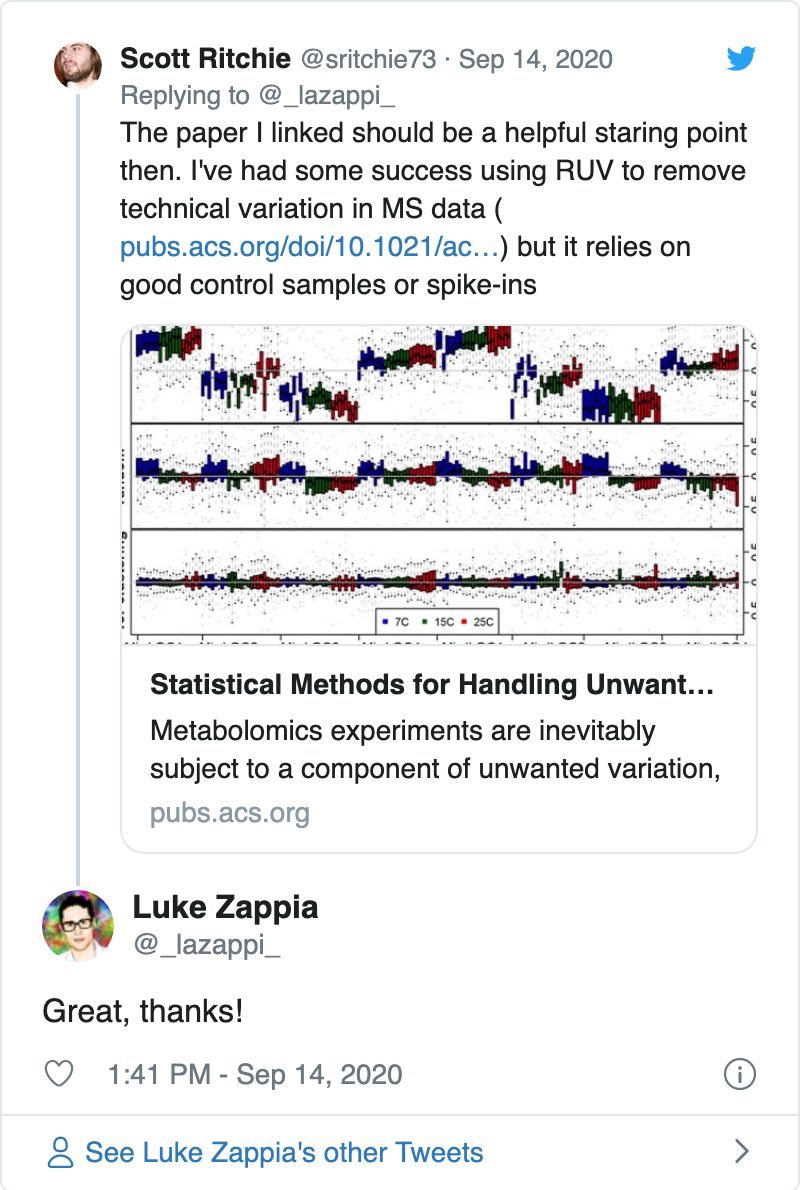 Scott Ritchie @sritchie73 · Sep 14, 2020
Replying to @_lazappi_
The paper I linked should be a helpful staring point
then. I've had some success using RUV to remove
technical variation in MS data (
pubs.acs.org/doi/10.1021/ac…) but it relies on
good control samples or spike-ins
7C 15C 25C
Statistical Methods for Handling Unwant…
Metabolomics experiments are inevitably
subject to a component of unwanted variation,
pubs.acs.org
Luke Zappia
@_lazappi_
Great, thanks!
1:41 PM - Sep 14, 2020
See Luke Zappia's other Tweets